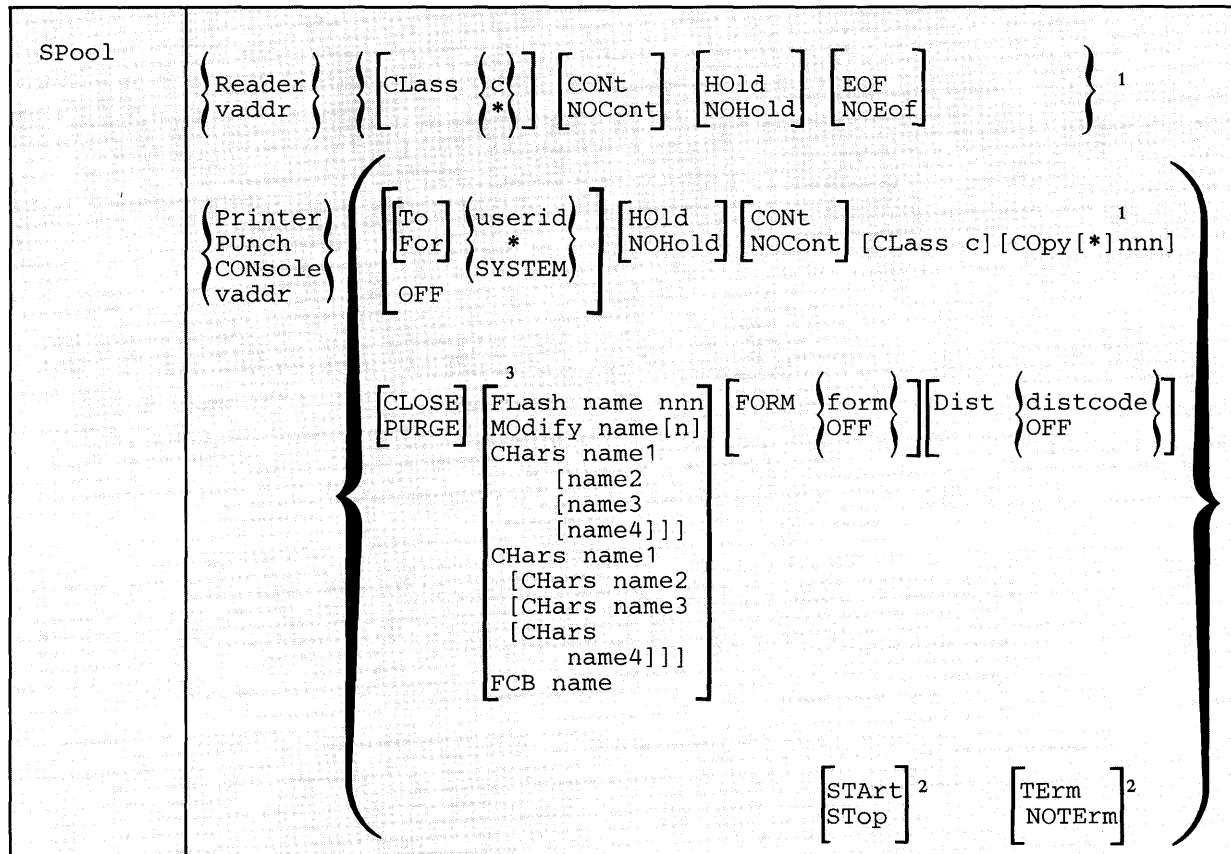 SPool
Reader CLass c CONt HOld EOF 1
vaddr * NOCont NOHold NOEof
Printer To userid HOld CONt 1
PUnch For * NOHold NOCont [CLass c][COpy[*]nnn]
CONsole SYSTEM
vaddr OFF
3
CLOSE FLash name nnn FORM form Dist distcode
PURGE MOdify name[n] OFF OFF
CHars name1
[name2
[name3
[name4]]]
CHars name1
[CHars name2
[CHars name3
[CHars
name4]]]
FCB name
STArt 2 TErm 2
STop NOTErm